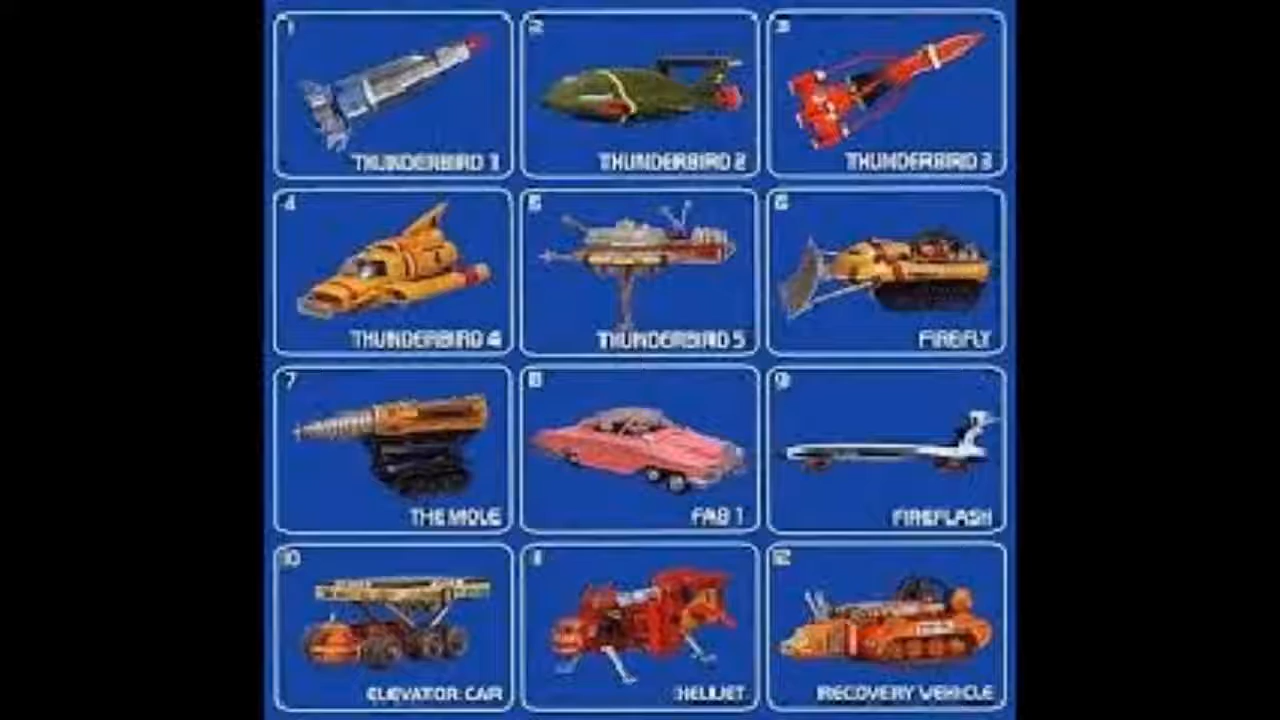 1
2
3
THUNDERBIRD 1
THUNDERBIRD 2
THUNDERBIRD 3
4
5
6
THUNDERBIRD 4
THUNDERBIRD 5
FIREFLY
7
8
9
THE MOLE
FAB 1
FIREFLASH
10
11
12
ELEVATOR CAR
HELIJET
RECOVERY VEHICLE